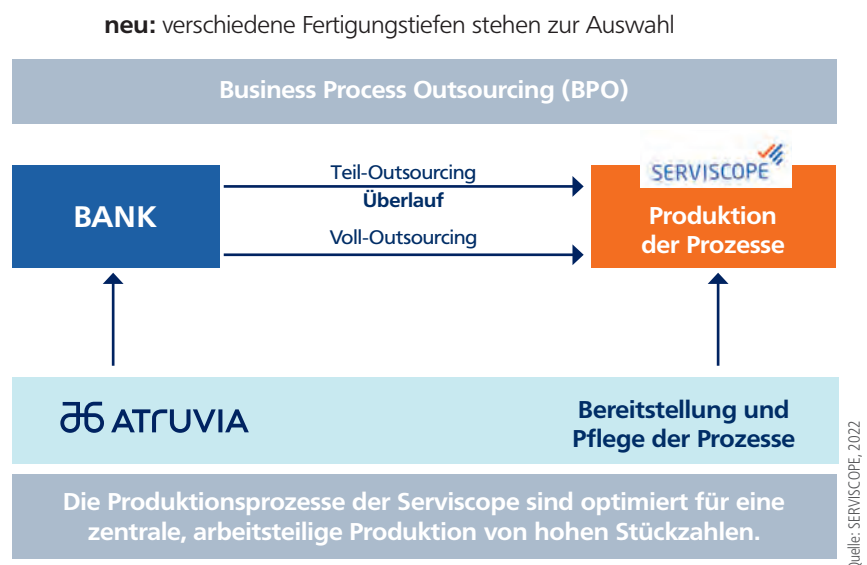 neu: verschiedene Fertigungstiefen stehen zur Auswahl
Business Process Outsourcing (BPO)
BANK
Teil-Outsourcing
Überlauf
Voll-Outsourcing
SERVISCOPE
Produktion
der Prozesse
ATRUVIA
Bereitstellung und
Pflege der Prozesse
Die Produktionsprozesse der Serviscope sind optimiert für eine
zentrale, arbeitsteilige Produktion von hohen Stückzahlen.
Quelle: SERVISCOPE, 2022